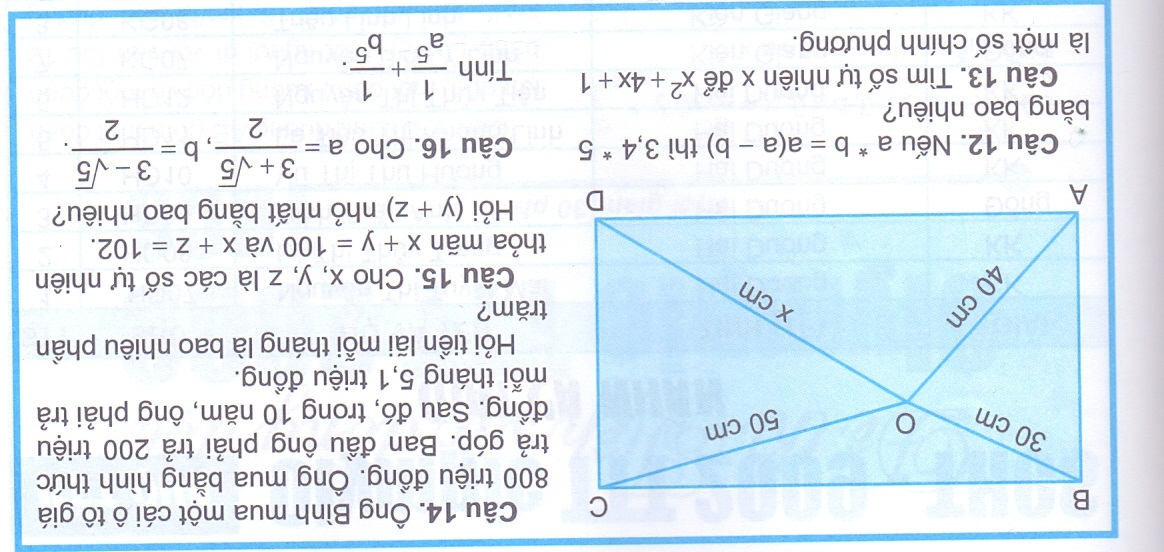 B
C
30 cm
O
50 cm
40 cm
x cm
A
D
Câu 12. Nếu a * b = a(a – b) thì 3,4 * 5
bằng bao nhiêu?
Câu 13. Tìm số tự nhiên x để x² + 4x + 1
là một số chính phương.
Câu 14. Ông Bình mua một cái ô tô giá
800 triệu đồng. Ông mua bằng hình thức
trả góp. Ban đầu ông phải trả 200 triệu
đồng. Sau đó, trong 10 năm, ông phải trả
mỗi tháng 5,1 triệu đồng.
Hỏi tiền lãi mỗi tháng là bao nhiêu phần
trăm?
Câu 15. Cho x, y, z là các số tự nhiên
thỏa mãn x + y = 100 và x + z = 102.
Hỏi (y + z) nhỏ nhất bằng bao nhiêu?
Câu 16. Cho a = (3 + √5)/2, b = (3 – √5)/2.
Tính 1/a⁵ + 1/b⁵.